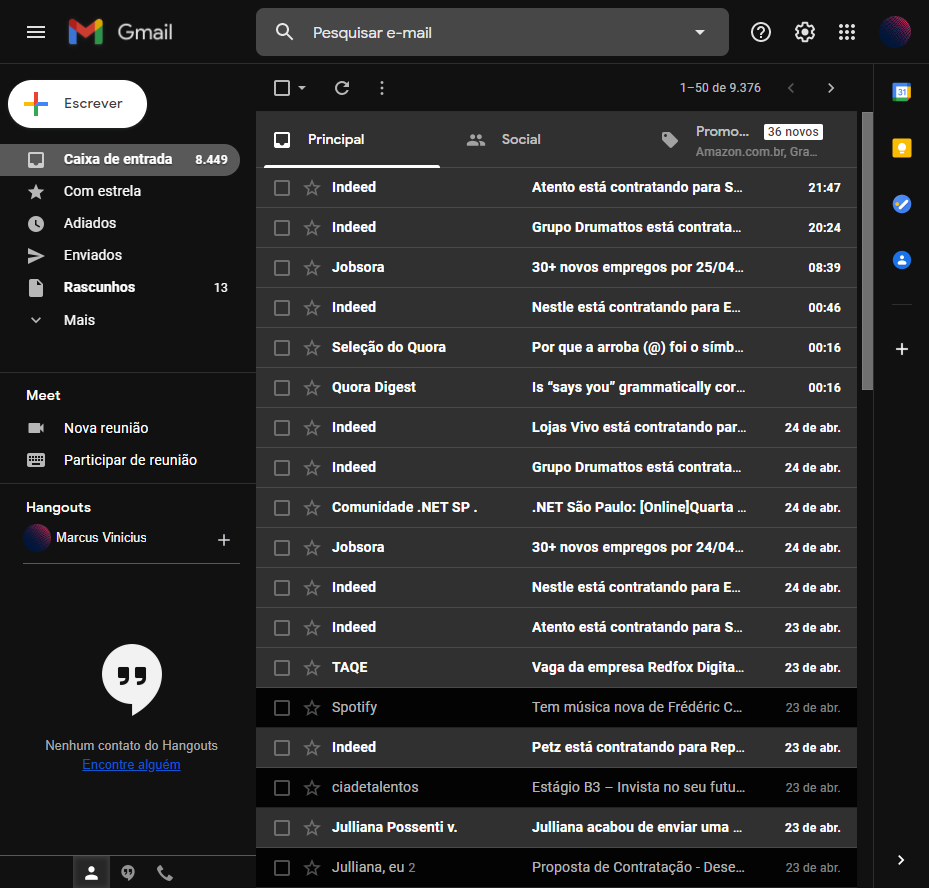 Gmail
Pesquisar e-mail
Escrever
1–50 de 9.376
31
Principal
Social
Promo...
36 novos
Amazon.com.br, Gra…
Caixa de entrada 8.449
Com estrela
Adiados
Enviados
Rascunhos 13
Mais
Meet
Nova reunião
Participar de reunião
Hangouts
Marcus Vinicius
Nenhum contato do Hangouts
Encontre alguém
Indeed Atento está contratando para S… 21:47
Indeed Grupo Drumattos está contrata… 20:24
Jobsora 30+ novos empregos por 25/04… 08:39
Indeed Nestle está contratando para E… 00:46
Seleção do Quora Por que a arroba (@) foi o símb… 00:16
Quora Digest Is “says you” grammatically cor… 00:16
Indeed Lojas Vivo está contratando par… 24 de abr.
Indeed Grupo Drumattos está contrata… 24 de abr.
Comunidade .NET SP . .NET São Paulo: [Online]Quarta … 24 de abr.
Jobsora 30+ novos empregos por 24/04… 24 de abr.
Indeed Nestle está contratando para E… 24 de abr.
Indeed Atento está contratando para S… 23 de abr.
TAQE Vaga da empresa Redfox Digita… 23 de abr.
Spotify Tem música nova de Frédéric C… 23 de abr.
Indeed Petz está contratando para Rep… 23 de abr.
ciadetalentos Estágio B3 – Invista no seu futu… 23 de abr.
Julliana Possenti v. Julliana acabou de enviar uma … 23 de abr.
Julliana, eu 2 Proposta de Contratação - Dese… 23 de abr.